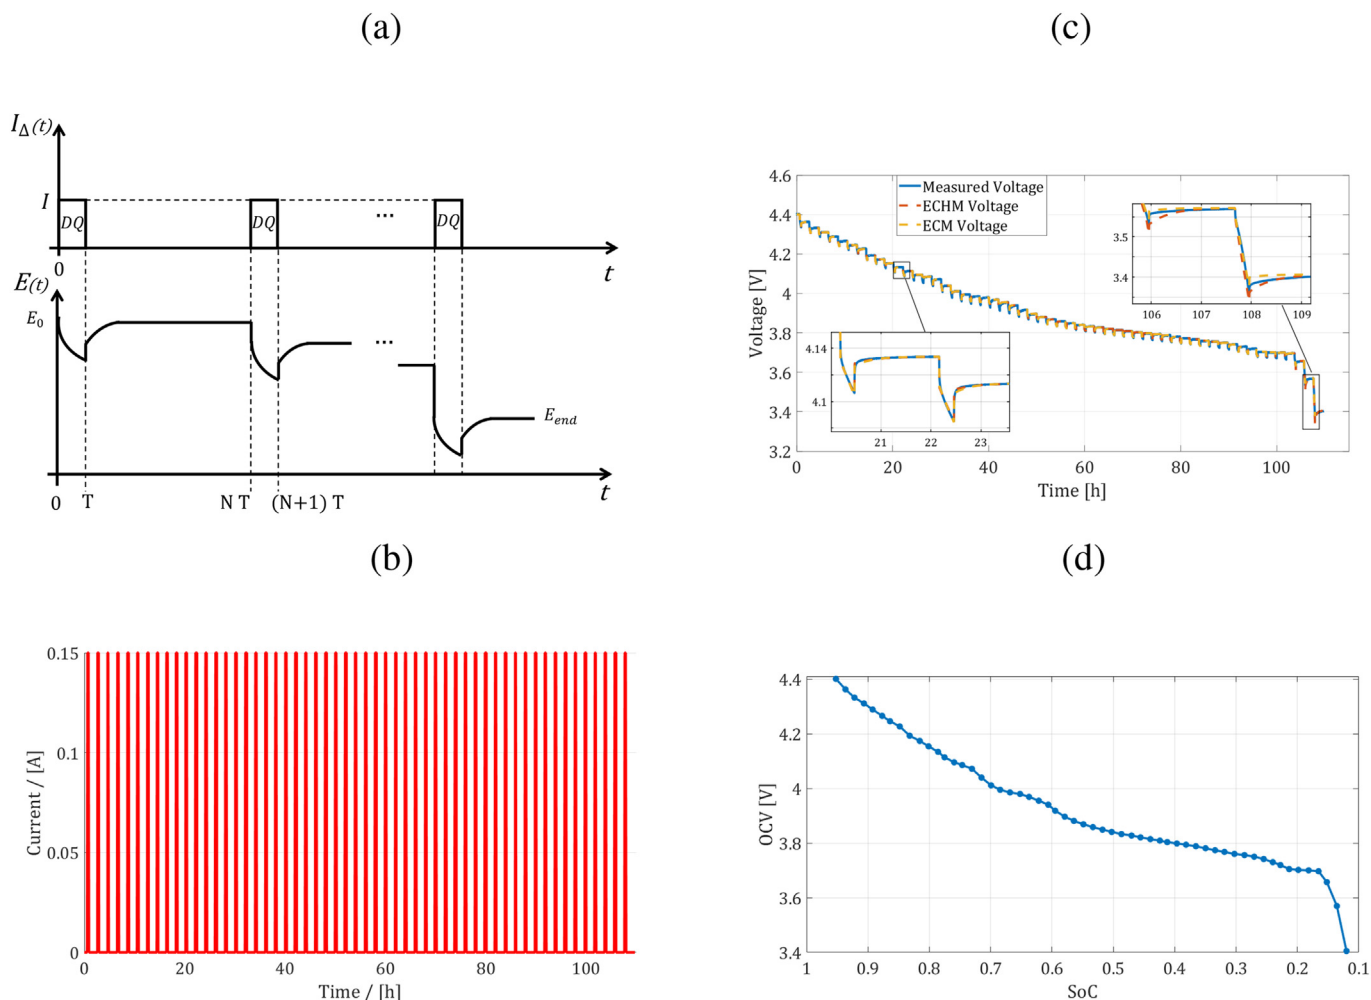 (a)
I_Δ(t)
I
DQ DQ ... DQ
0
t
E(t)
E_0
...
E_end
t
0 T N T (N+1) T
(b)
0.15
0.1
0.05
0
Current / [A]
0 20 40 60 80 100
Time / [h]
(c)
4.6
4.4
4.2
4
3.8
3.6
3.4
3.2
Voltage [V]
Measured Voltage
ECHM Voltage
ECM Voltage
3.5
3.4
106 107 108 109
4.14
4.1
21 22 23
0 20 40 60 80 100
Time [h]
(d)
4.4
4.2
4
3.8
3.6
3.4
OCV [V]
1 0.9 0.8 0.7 0.6 0.5 0.4 0.3 0.2 0.1
SoC